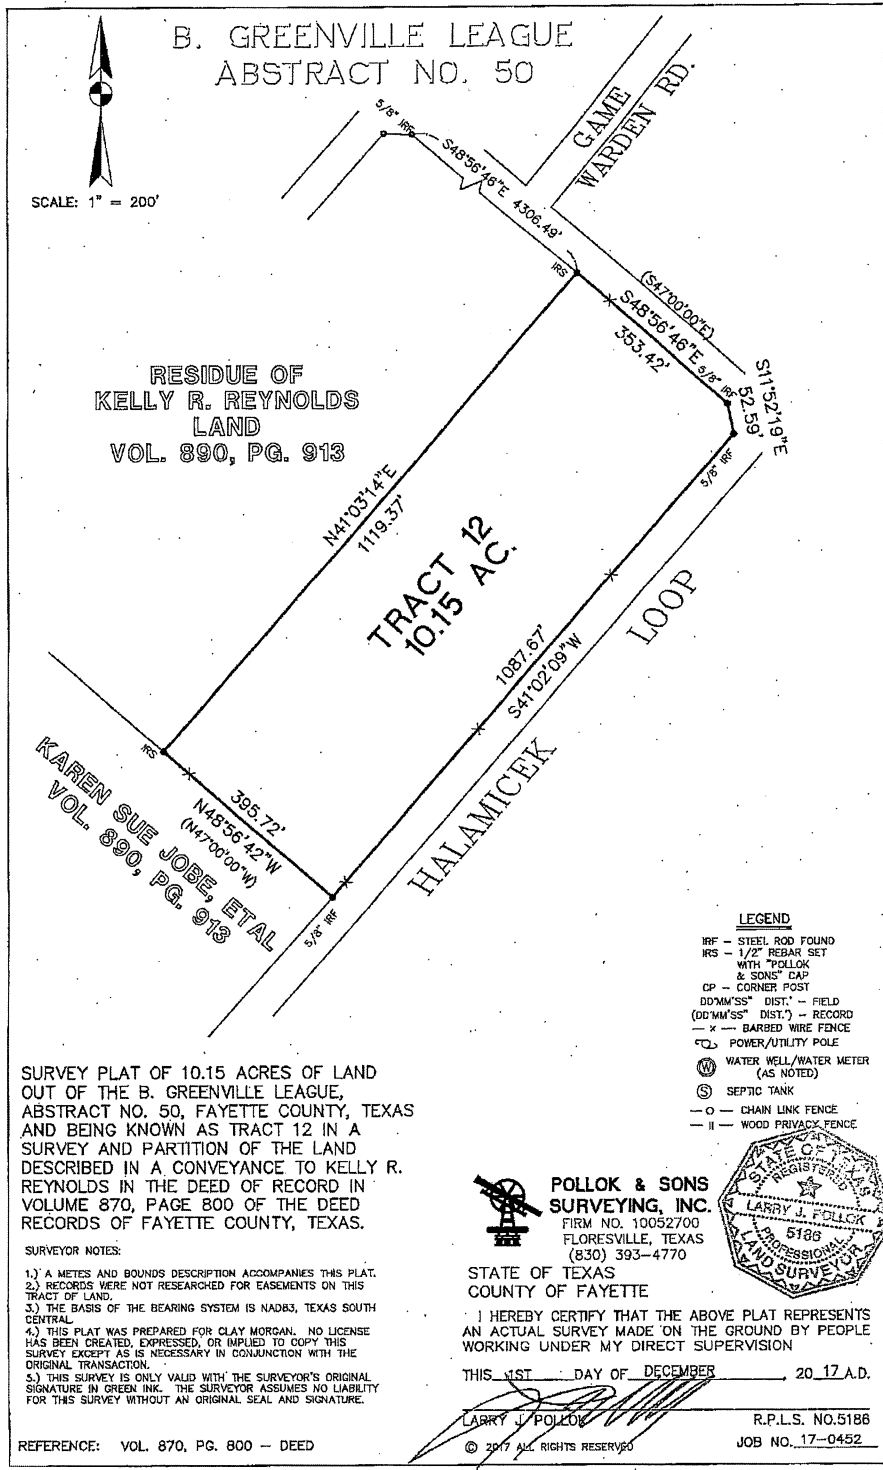 B. GREENVILLE LEAGUE
ABSTRACT NO. 50
SCALE: 1" = 200'
5/8" IRF
S48°56'46"E 4306.49'
GAME
WARDEN RD.
IRS
(S47°00'00"E)
S48°56'46"E
353.42'
5/8" IRF
S11°52'19"E
52.59'
5/8" IRF
RESIDUE OF
KELLY R. REYNOLDS
LAND
VOL. 890, PG. 913
N41°03'14"E
1119.37'
TRACT 12
10.15 AC.
1087.67'
S41°02'09"W
HALAMICEK LOOP
IRS
395.72'
N48°56'42"W
(N47°00'00"W)
5/8" IRF
KAREN SUE JOBE, ETAL
VOL. 890, PG. 913
LEGEND
IRF – STEEL ROD FOUND
IRS – 1/2" REBAR SET
WITH "POLLOK
& SONS" CAP
CP – CORNER POST
DD°MM'SS" DIST.' – FIELD
(DD°MM'SS" DIST.') – RECORD
— x — BARBED WIRE FENCE
POWER/UTILITY POLE
W WATER WELL/WATER METER
(AS NOTED)
S SEPTIC TANK
— o — CHAIN LINK FENCE
— || — WOOD PRIVACY FENCE
SURVEY PLAT OF 10.15 ACRES OF LAND
OUT OF THE B. GREENVILLE LEAGUE,
ABSTRACT NO. 50, FAYETTE COUNTY, TEXAS
AND BEING KNOWN AS TRACT 12 IN A
SURVEY AND PARTITION OF THE LAND
DESCRIBED IN A CONVEYANCE TO KELLY R.
REYNOLDS IN THE DEED OF RECORD IN
VOLUME 870, PAGE 800 OF THE DEED
RECORDS OF FAYETTE COUNTY, TEXAS.
SURVEYOR NOTES:
1.) A METES AND BOUNDS DESCRIPTION ACCOMPANIES THIS PLAT.
2.) RECORDS WERE NOT RESEARCHED FOR EASEMENTS ON THIS
TRACT OF LAND.
3.) THE BASIS OF THE BEARING SYSTEM IS NAD83, TEXAS SOUTH
CENTRAL
4.) THIS PLAT WAS PREPARED FOR CLAY MORGAN. NO LICENSE
HAS BEEN CREATED, EXPRESSED, OR IMPLIED TO COPY THIS
SURVEY EXCEPT AS IS NECESSARY IN CONJUNCTION WITH THE
ORIGINAL TRANSACTION.
5.) THIS SURVEY IS ONLY VALID WITH THE SURVEYOR'S ORIGINAL
SIGNATURE IN GREEN INK. THE SURVEYOR ASSUMES NO LIABILITY
FOR THIS SURVEY WITHOUT AN ORIGINAL SEAL AND SIGNATURE.
REFERENCE: VOL. 870, PG. 800 – DEED
POLLOK & SONS
SURVEYING, INC.
FIRM NO. 10052700
FLORESVILLE, TEXAS
(830) 393–4770
STATE OF TEXAS
REGISTERED
LARRY J. POLLOK
5186
PROFESSIONAL
LAND SURVEYOR
STATE OF TEXAS
COUNTY OF FAYETTE
I HEREBY CERTIFY THAT THE ABOVE PLAT REPRESENTS
AN ACTUAL SURVEY MADE ON THE GROUND BY PEOPLE
WORKING UNDER MY DIRECT SUPERVISION
THIS 1ST DAY OF DECEMBER, 20 17 A.D.
LARRY J. POLLOK R.P.L.S. NO.5186
© 2017 ALL RIGHTS RESERVED JOB NO. 17–0452